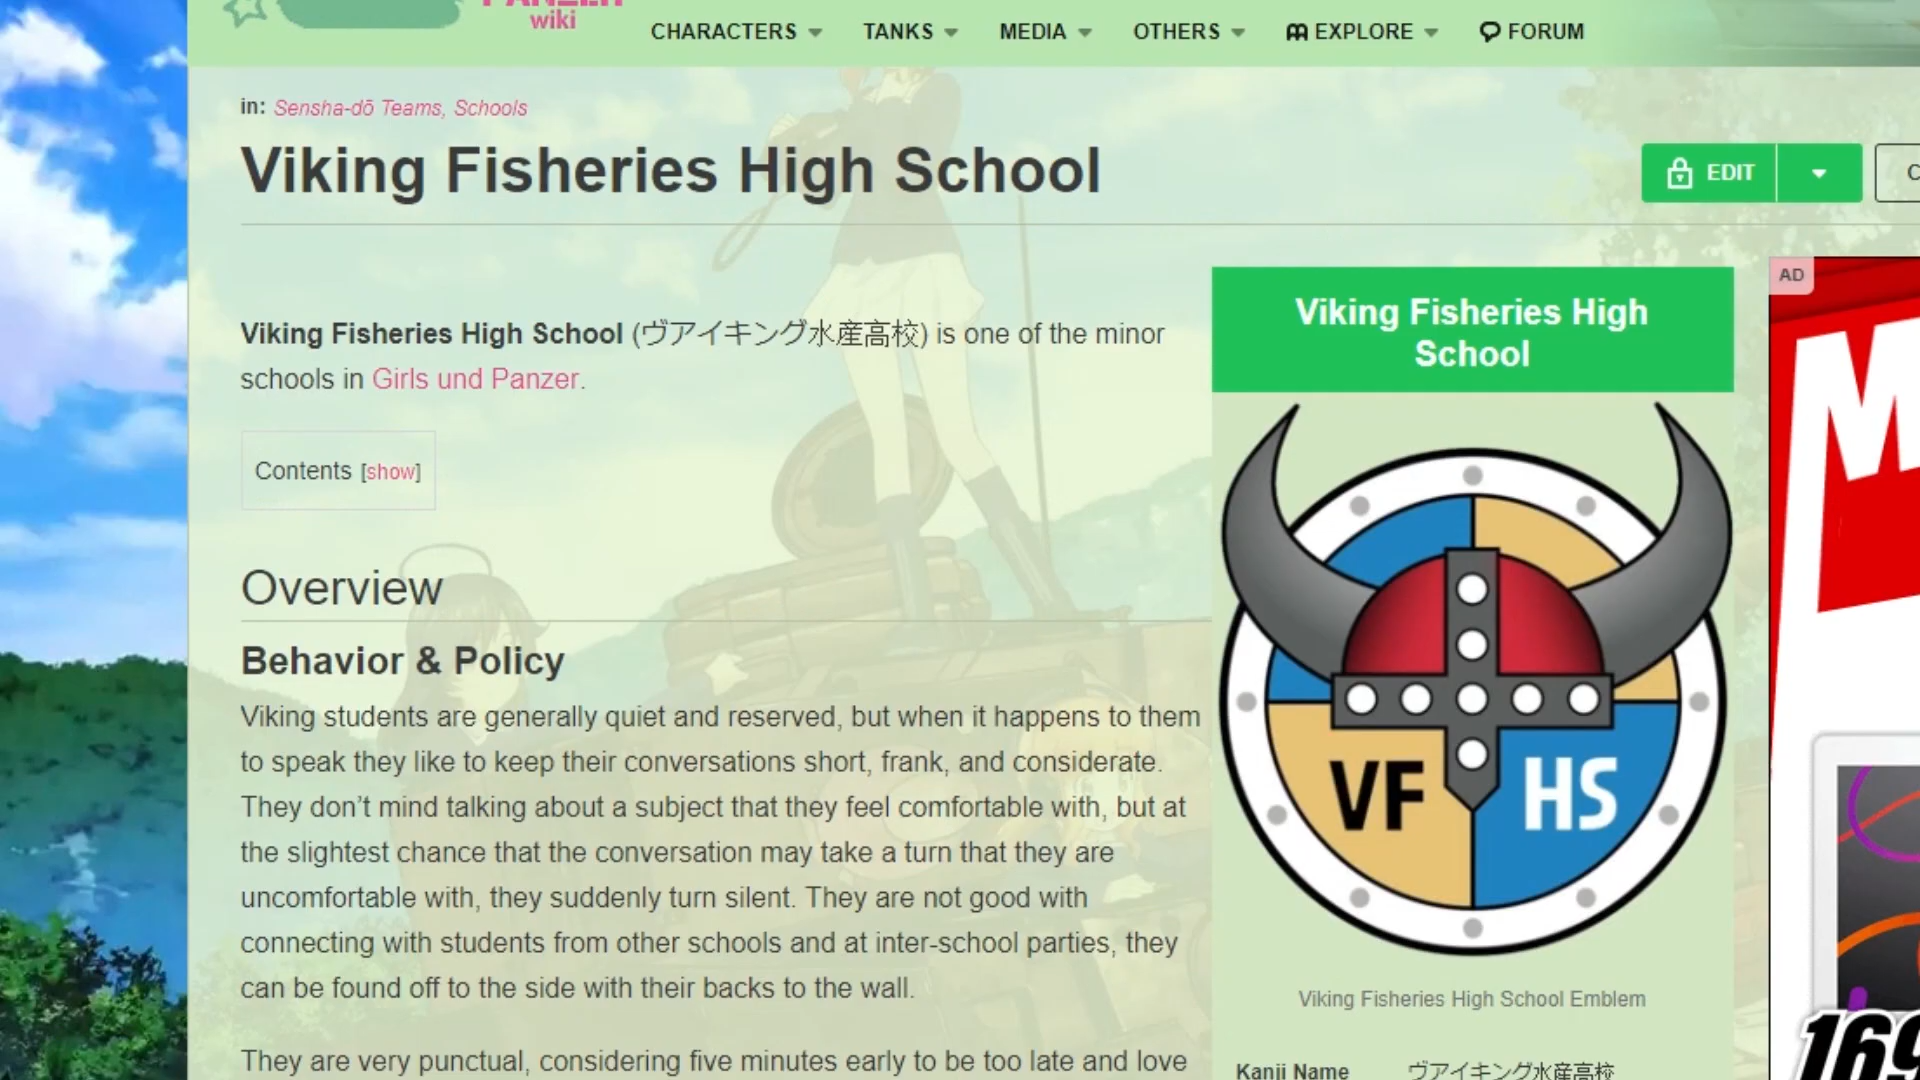 wiki
CHARACTERS
TANKS
MEDIA
OTHERS
EXPLORE
FORUM
in: Sensha-dō Teams, Schools
Viking Fisheries High School
EDIT
Viking Fisheries High School (ヴアイキング水産高校) is one of the minor
schools in Girls und Panzer.
Contents [show]
Overview
Behavior & Policy
Viking students are generally quiet and reserved, but when it happens to them
to speak they like to keep their conversations short, frank, and considerate.
They don’t mind talking about a subject that they feel comfortable with, but at
the slightest chance that the conversation may take a turn that they are
uncomfortable with, they suddenly turn silent. They are not good with
connecting with students from other schools and at inter-school parties, they
can be found off to the side with their backs to the wall.
They are very punctual, considering five minutes early to be too late and love
Viking Fisheries High
School
VF HS
Viking Fisheries High School Emblem
Kanji Name ヴアイキング水産高校
AD
M
169